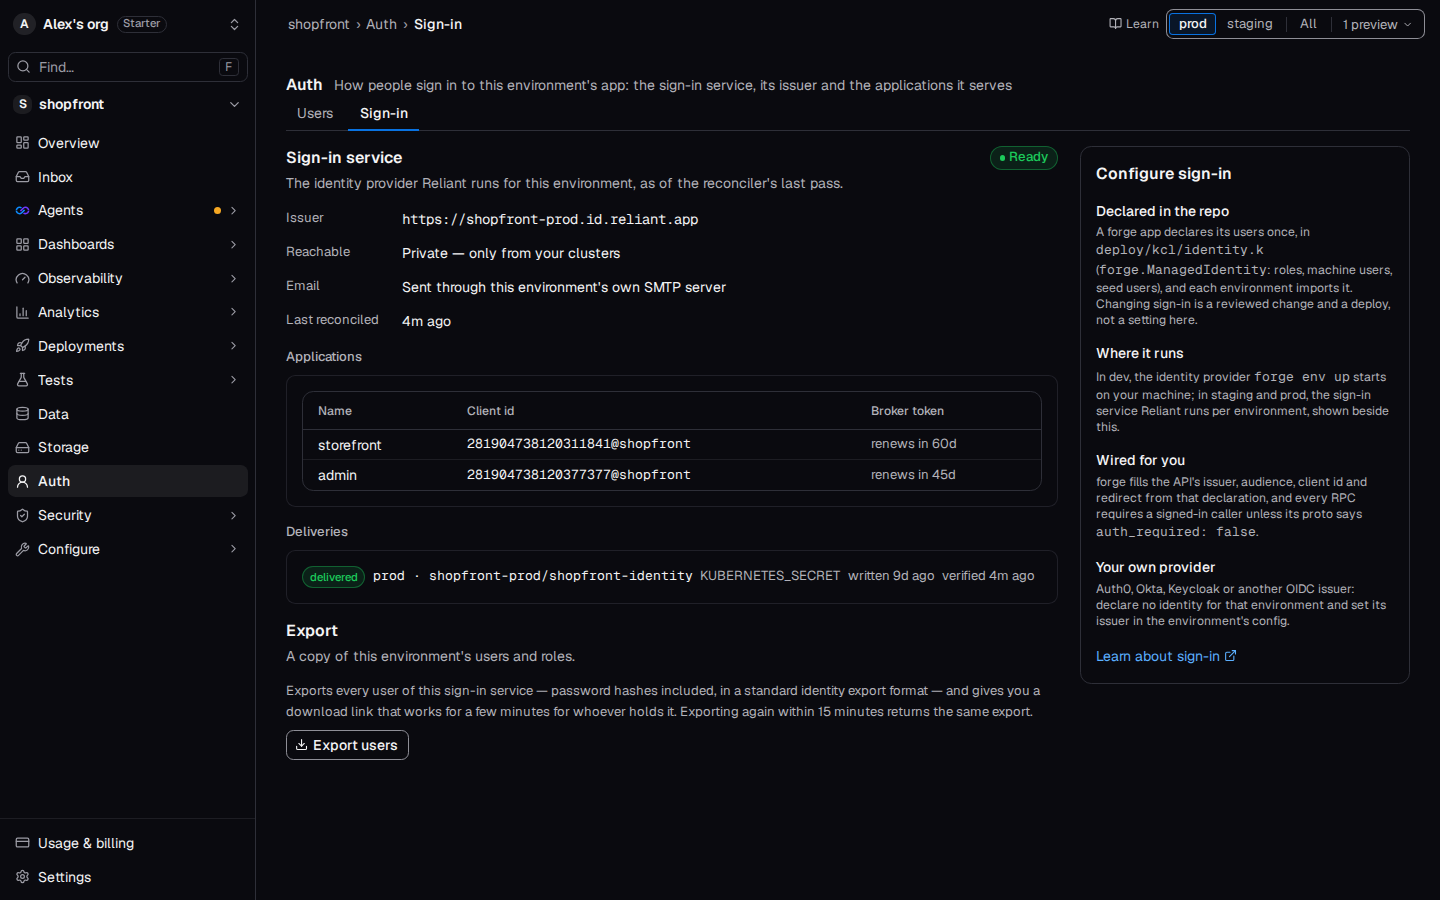 A Alex's org Starter
Find... F
S shopfront
Overview
Inbox
Agents
Dashboards
Observability
Analytics
Deployments
Tests
Data
Storage
Auth
Security
Configure
Usage & billing
Settings
shopfront › Auth › Sign-in
Learn prod staging All 1 preview
Auth How people sign in to this environment's app: the sign-in service, its issuer and the applications it serves
Users Sign-in
Sign-in service Ready
The identity provider Reliant runs for this environment, as of the reconciler's last pass.
Issuer https://shopfront-prod.id.reliant.app
Reachable Private — only from your clusters
Email Sent through this environment's own SMTP server
Last reconciled 4m ago
Applications
Name Client id Broker token
storefront 281904738120311841@shopfront renews in 60d
admin 281904738120377377@shopfront renews in 45d
Deliveries
delivered prod · shopfront-prod/shopfront-identity KUBERNETES_SECRET written 9d ago verified 4m ago
Export
A copy of this environment's users and roles.
Exports every user of this sign-in service — password hashes included, in a standard identity export format — and gives you a
download link that works for a few minutes for whoever holds it. Exporting again within 15 minutes returns the same export.
Export users
Configure sign-in
Declared in the repo
A forge app declares its users once, in
deploy/kcl/identity.k
(forge.ManagedIdentity: roles, machine users,
seed users), and each environment imports it.
Changing sign-in is a reviewed change and a deploy,
not a setting here.
Where it runs
In dev, the identity provider forge env up starts
on your machine; in staging and prod, the sign-in
service Reliant runs per environment, shown beside
this.
Wired for you
forge fills the API's issuer, audience, client id and
redirect from that declaration, and every RPC
requires a signed-in caller unless its proto says
auth_required: false.
Your own provider
Auth0, Okta, Keycloak or another OIDC issuer:
declare no identity for that environment and set its
issuer in the environment's config.
Learn about sign-in